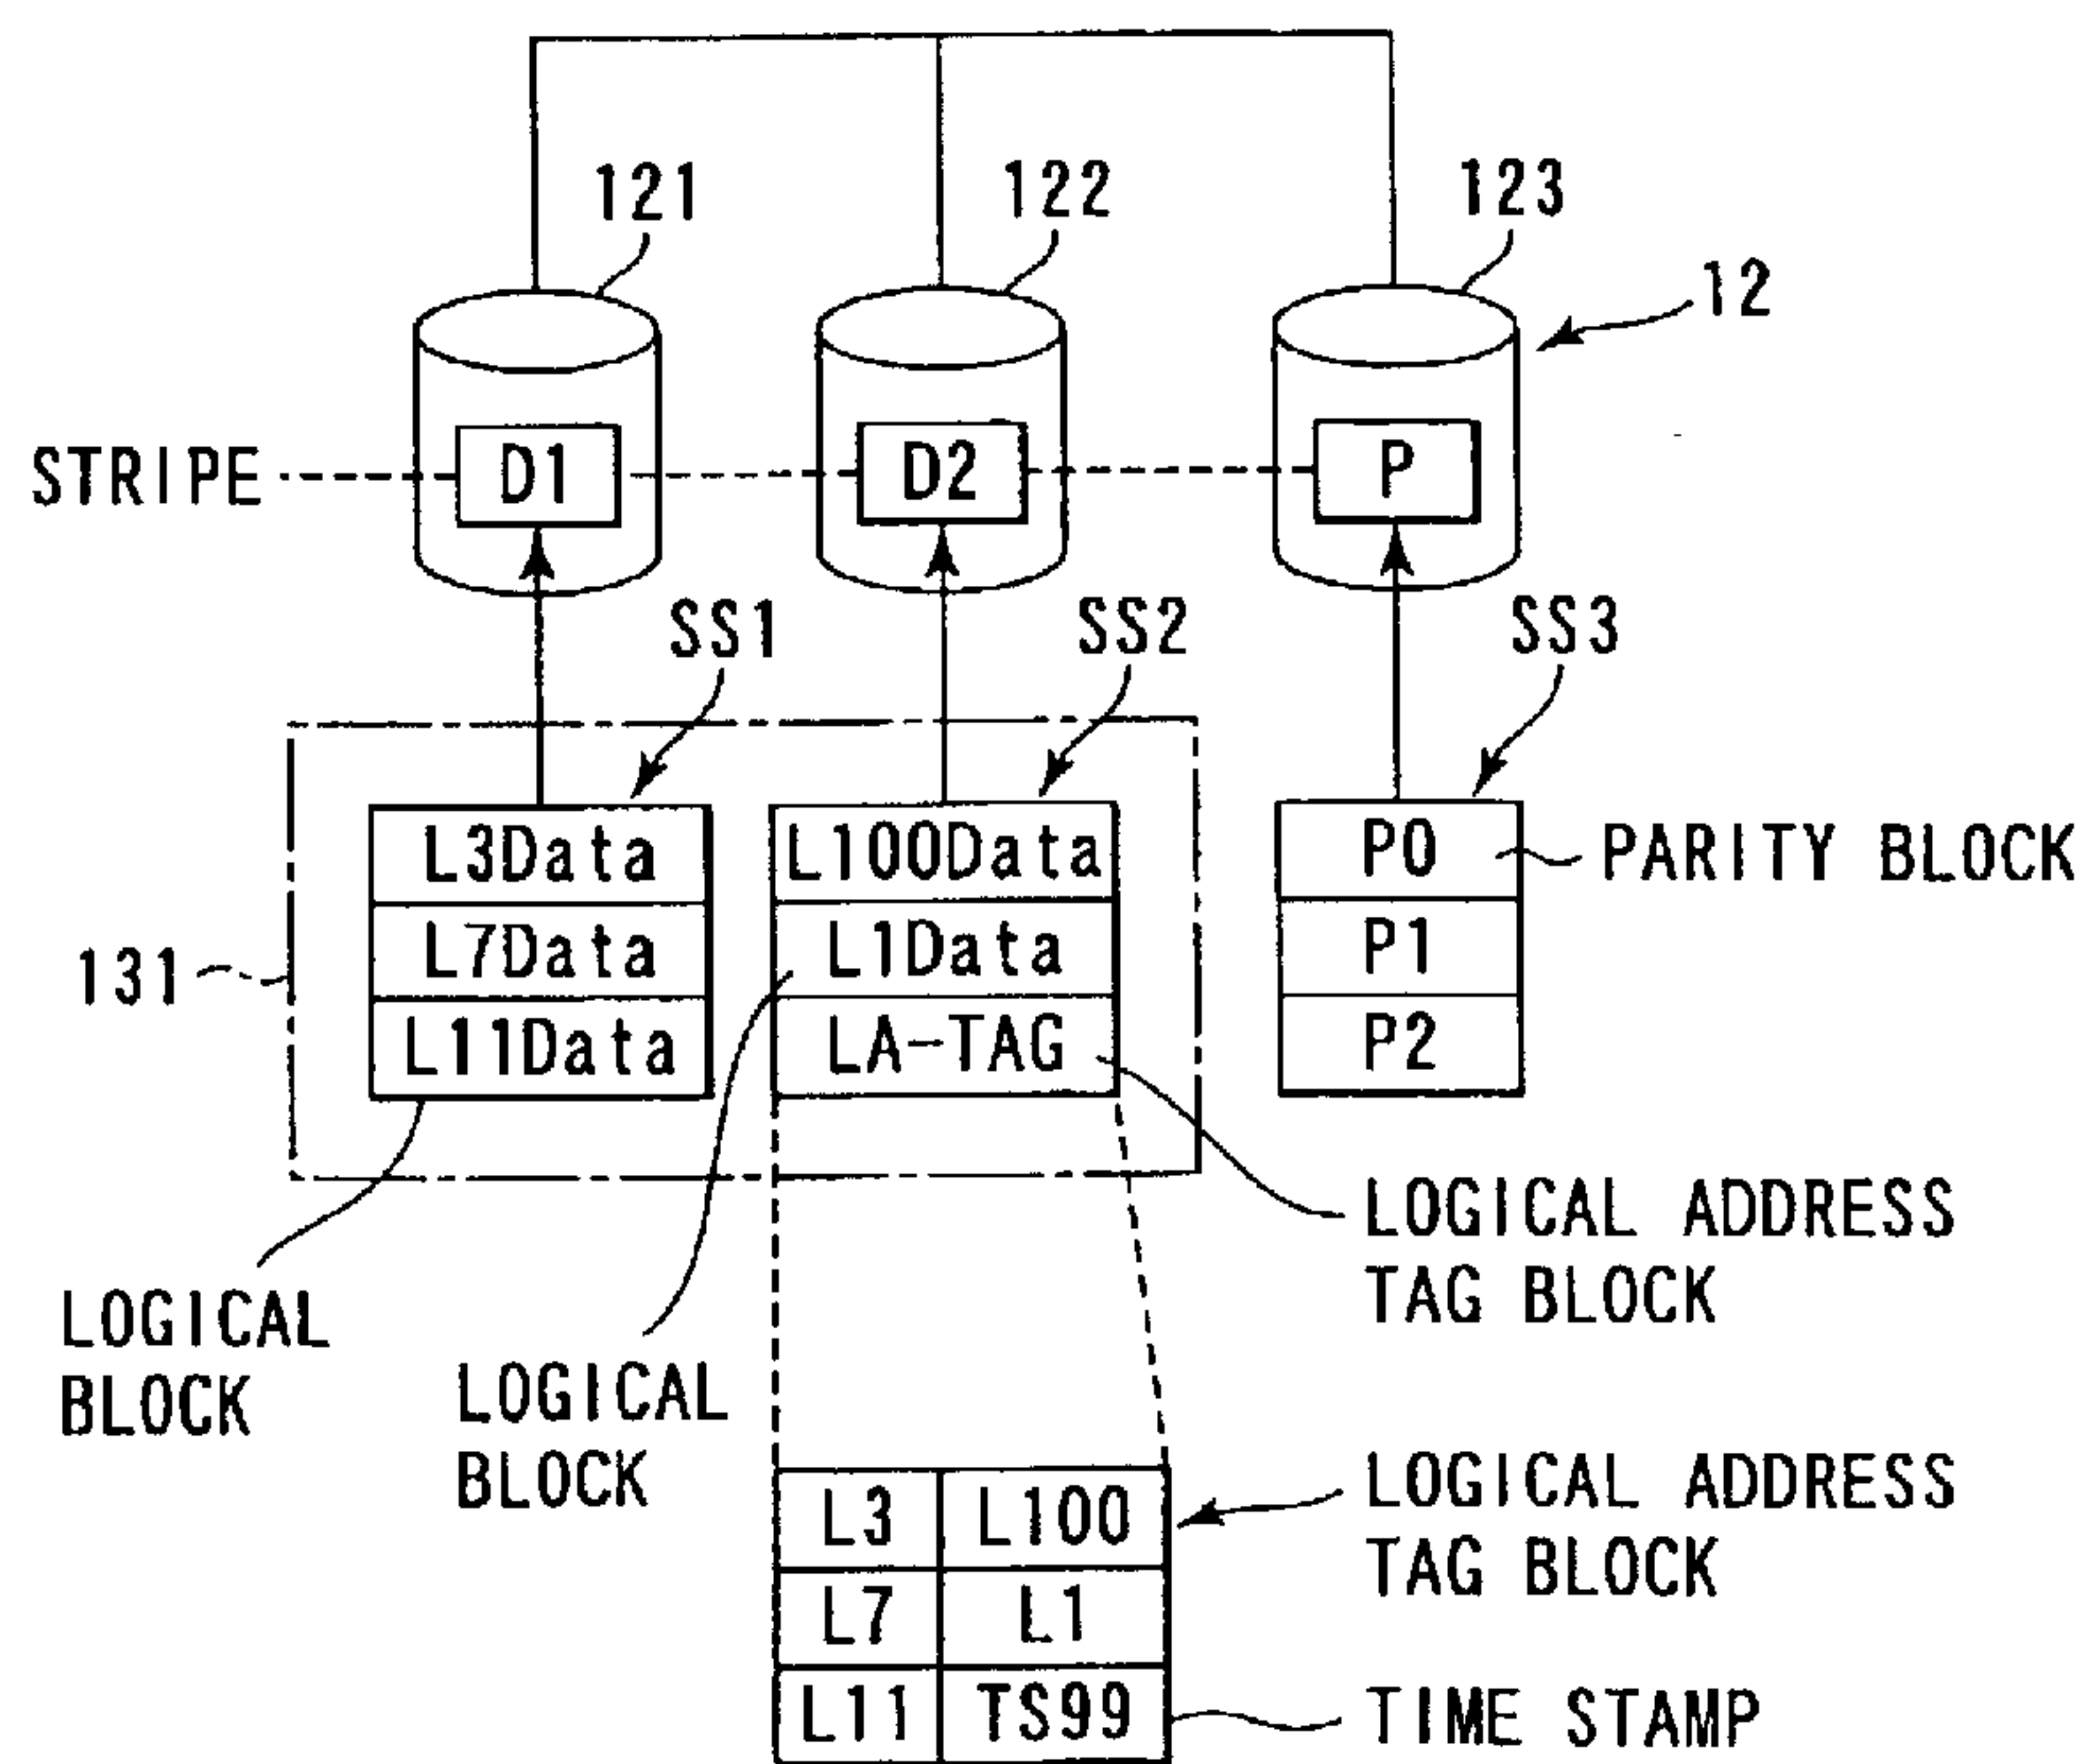 121
122
123
12
STRIPE
D1
D2
P
SS1
SS2
SS3
L3Data
L7Data
L11Data
L100Data
L1Data
LA-TAG
P0
P1
P2
PARITY BLOCK
131
LOGICAL
BLOCK
LOGICAL
BLOCK
LOGICAL ADDRESS
TAG BLOCK
L3
L100
L7
L1
L11
TS99
LOGICAL ADDRESS
TAG BLOCK
TIME STAMP